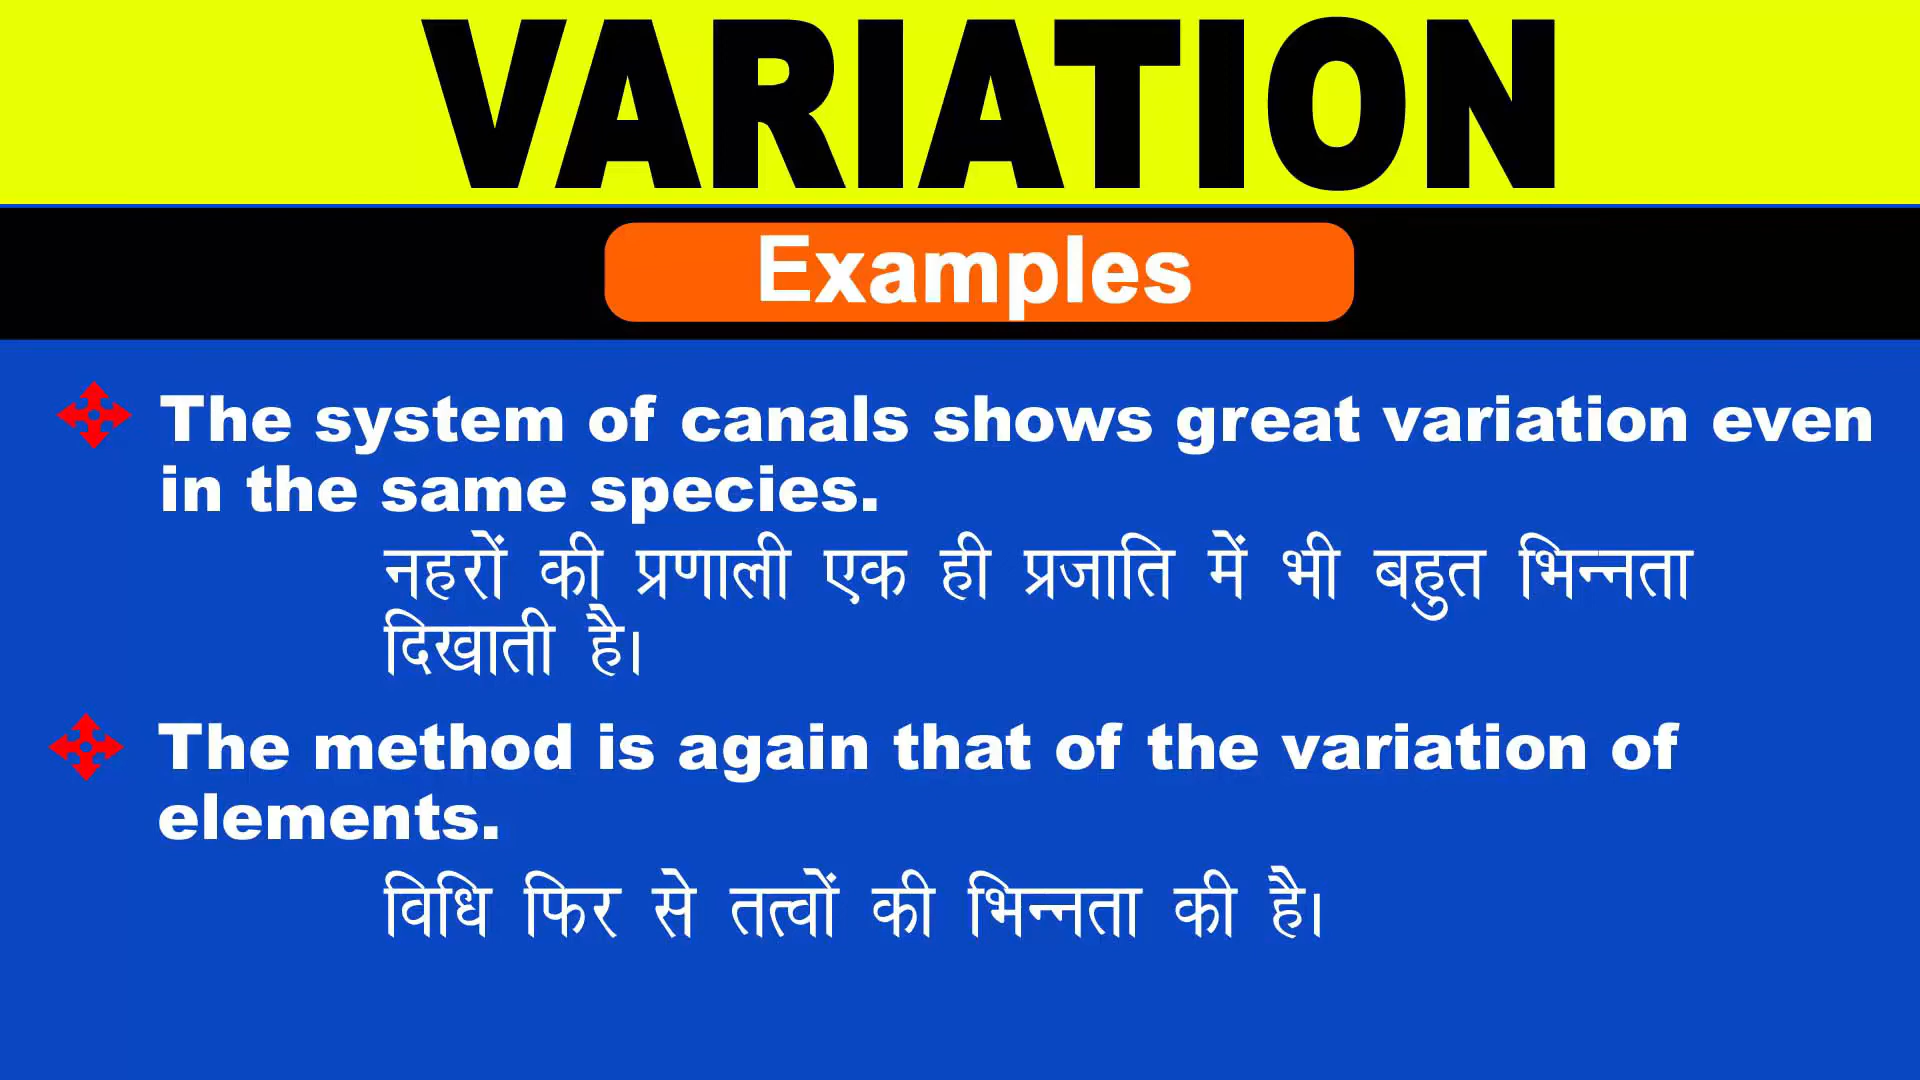 VARIATION
Examples
The system of canals shows great variation even
in the same species.
नहरों की प्रणाली एक ही प्रजाति में भी बहुत भिन्नता
दिखाती है।
The method is again that of the variation of
elements.
विधि फिर से तत्वों की भिन्नता की है।